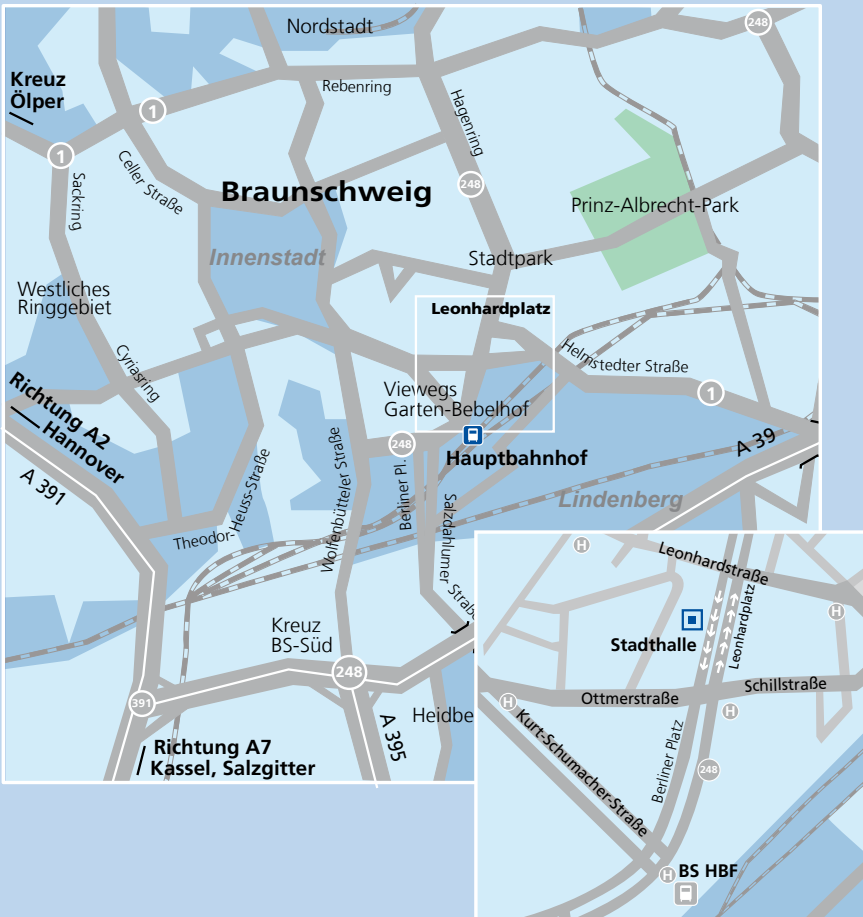 Nordstadt
248
Kreuz
Ölper
Rebenring
Hagenring
1
1
Celler Straße
Sackring
Braunschweig
248
Prinz-Albrecht-Park
Innenstadt
Stadtpark
Westliches
Ringgebiet
Leonhardplatz
Helmstedter Straße
Cyriasring
Viewegs
Garten-Bebelhof
1
Richtung A2
Hannover
248
Hauptbahnhof
A 39
A 391
Theodor-Heuss-Straße
Wolfenbütteler Straße
Berliner Pl.
Salzdahlumer Straße
Lindenberg
Kreuz
BS-Süd
248
391
A 395
Heidbe
Richtung A7
Kassel, Salzgitter
H
Leonhardstraße
H
Stadthalle
Leonhardplatz
Ottmerstraße
Schillstraße
H
H
Kurt-Schumacher-Straße
Berliner Platz
248
H
BS HBF